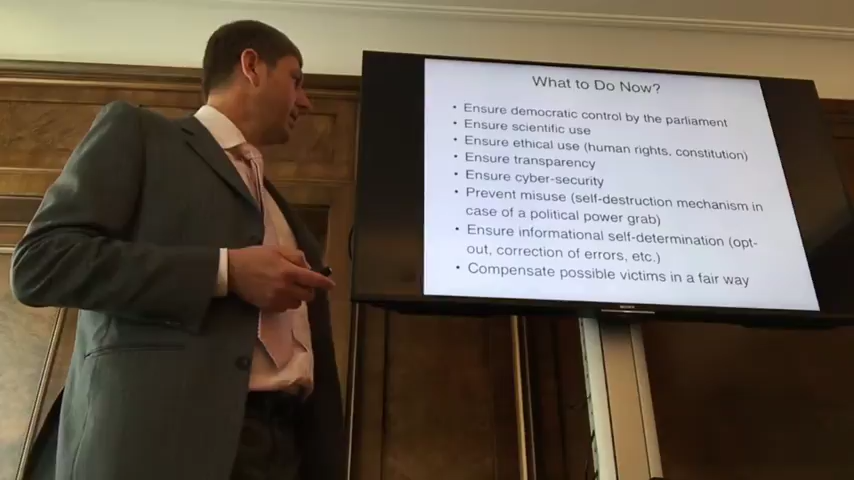 What to Do Now?
• Ensure democratic control by the parliament
• Ensure scientific use
• Ensure ethical use (human rights, constitution)
• Ensure transparency
• Ensure cyber-security
• Prevent misuse (self-destruction mechanism in
case of a political power grab)
• Ensure informational self-determination (opt-
out, correction of errors, etc.)
• Compensate possible victims in a fair way
SONY